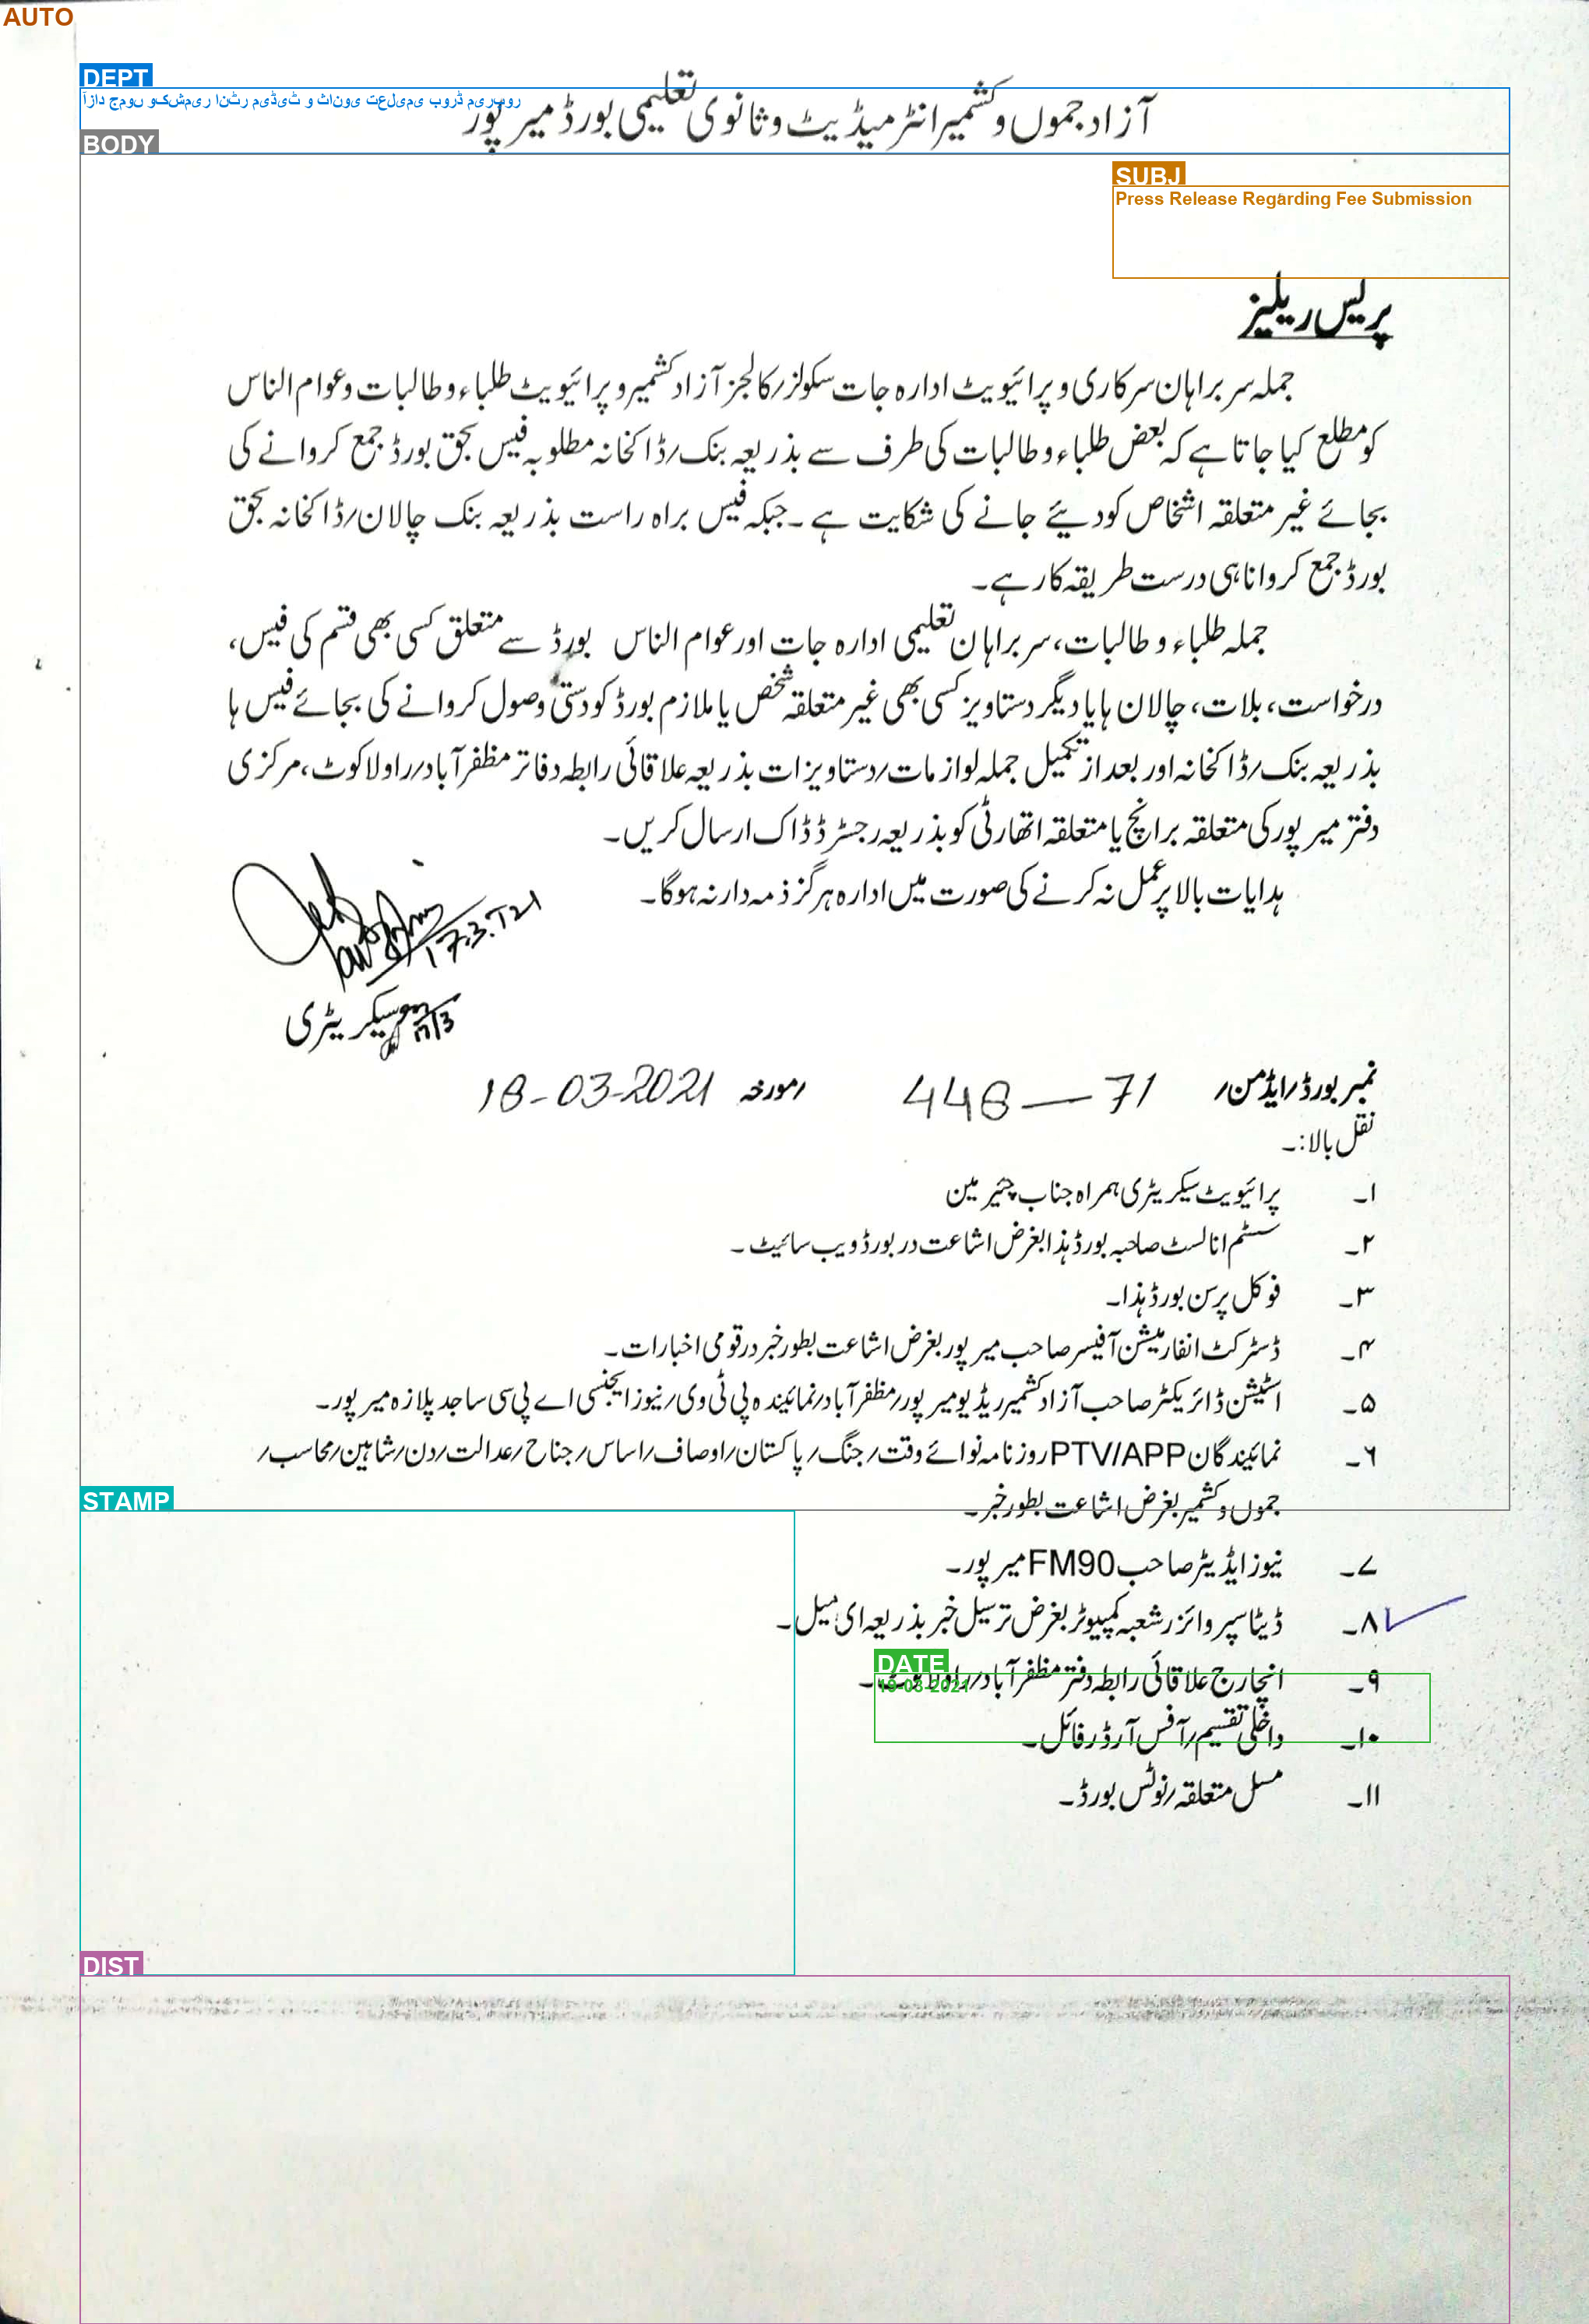 AUTO
DEPT
آزاد جموں وکشمیر انٹر میڈیٹ و ثانوی تعلیمی بورڈ میرپور
آزاد جموں و کشمیر انٹرمیڈیٹ و ثانوی تعلیمی بورڈ میرپور
BODY
SUBJ
Press Release Regarding Fee Submission
پریس ریلیز
جملہ سربراہان سرکاری و پرائیویٹ ادارہ جات سکولز/کالجز آزاد کشمیر و پرائیویٹ طلباء و طالبات و عوام الناس
کو مطلع کیا جاتا ہے کہ بعض طلباء و طالبات کی طرف سے بذریعہ بنک/ڈاکخانہ مطلوبہ فیس بحق بورڈ جمع کروانے کی
بجائے غیر متعلقہ اشخاص کو دیئے جانے کی شکایت ہے ۔ جبکہ فیس براہ راست بذریعہ بنک چالان/ڈاکخانہ بحق
بورڈ جمع کروانا ہی درست طریقہ کار ہے۔
جملہ طلباء و طالبات، سربراہان تعلیمی ادارہ جات اور عوام الناس بورڈ سے متعلق کسی بھی قسم کی فیس،
درخواست، بلات، چالان ہا یا دیگر دستاویز کسی بھی غیر متعلقہ شخص یا ملازم بورڈ کو دستی وصول کروانے کی بجائے فیس ہا
بذریعہ بنک/ڈاکخانہ اور بعد از تکمیل جملہ لوازمات/دستاویزات بذریعہ علاقائی رابطہ دفاتر مظفرآباد/راولاکوٹ، مرکزی
دفتر میرپور کی متعلقہ برانچ یا متعلقہ اتھارٹی کو بذریعہ رجسٹرڈ ڈاک ارسال کریں۔
ہدایات بالا پر عمل نہ کرنے کی صورت میں ادارہ ہرگز ذمہ دار نہ ہوگا۔
17.3.T21
سیکریٹری
17/3
نمبر بورڈ/ایڈمن/ 448—71 /مورخہ 18-03-2021
نقل بالا:۔
۱۔ پرائیویٹ سیکریٹری ہمراہ جناب چیئرمین
۲۔ سسٹم انالسٹ صاحبہ بورڈ ہذا بغرض اشاعت در بورڈ ویب سائیٹ ۔
۳۔ فوکل پرسن بورڈ ہذا۔
۴۔ ڈسٹرکٹ انفارمیشن آفیسر صاحب میرپور بغرض اشاعت بطور خبر در قومی اخبارات۔
۵۔ اسٹیشن ڈائریکٹر صاحب آزاد کشمیر ریڈیو میرپور/مظفرآباد/نمائیندہ پی ٹی وی/نیوز ایجنسی اے پی سی ساجد پلازہ میرپور۔
۶۔ نمائیندگان PTV/APP روزنامہ نوائے وقت/جنگ/پاکستان/اوصاف/اساس/جناح/عدالت/دن/شاہین/محاسب/
جموں و کشمیر بغرض اشاعت بطور خبر۔
STAMP
۷۔ نیوز ایڈیٹر صاحب FM90 میرپور۔
۸۔ ڈیٹا سپروائزر شعبہ کمپیوٹر بغرض ترسیل خبر بذریعہ ای میل۔
DATE
18-03-2021
۹۔ انچارج علاقائی رابطہ دفتر مظفرآباد/راولاکوٹ۔
۱۰۔ داخلی تقسیم/آفس آرڈر فائل۔
۱۱۔ مسل متعلقہ/نوٹس بورڈ۔
DIST